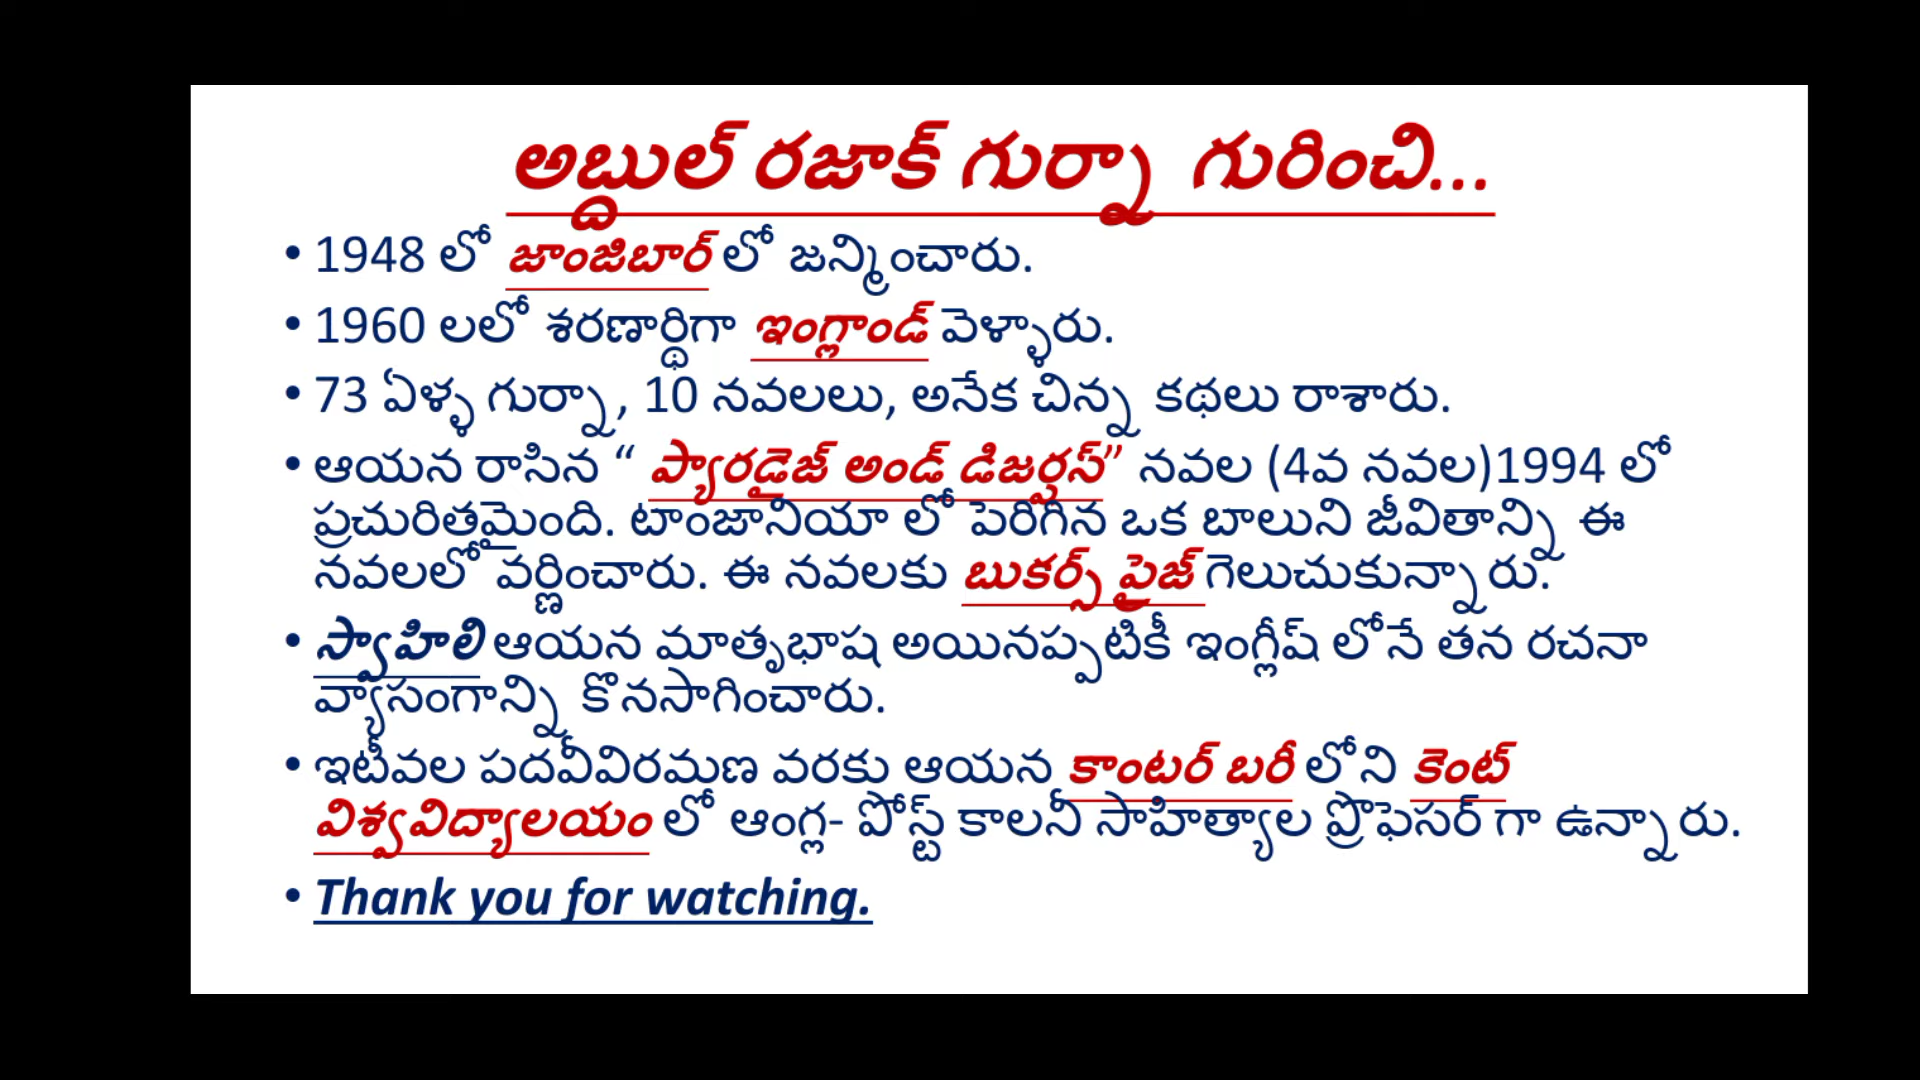 అబ్దుల్ రజాక్ గుర్నా గురించి...
• 1948 లో జాంజిబార్ లో జన్మించారు.
• 1960 లలో శరణార్థిగా ఇంగ్లాండ్ వెళ్ళారు.
• 73 ఏళ్ళ గుర్నా, 10 నవలలు, అనేక చిన్న కథలు రాశారు.
• ఆయన రాసిన “ ప్యారడైజ్ అండ్ డిజర్షన్” నవల (4వ నవల)1994 లో
ప్రచురితమైంది. టాంజానియా లో పెరిగిన ఒక బాలుని జీవితాన్ని ఈ
నవలలో వర్ణించారు. ఈ నవలకు బుకర్స్ ప్రైజ్ గెలుచుకున్నారు.
• స్వాహిలి ఆయన మాతృభాష అయినప్పటికీ ఇంగ్లీష్ లోనే తన రచనా
వ్యాసంగాన్ని కొనసాగించారు.
• ఇటీవల పదవీవిరమణ వరకు ఆయన కాంటర్ బరీ లోని కెంట్
విశ్వవిద్యాలయం లో ఆంగ్ల- పోస్ట్ కాలనీ సాహిత్యాల ప్రొఫెసర్ గా ఉన్నారు.
• Thank you for watching.